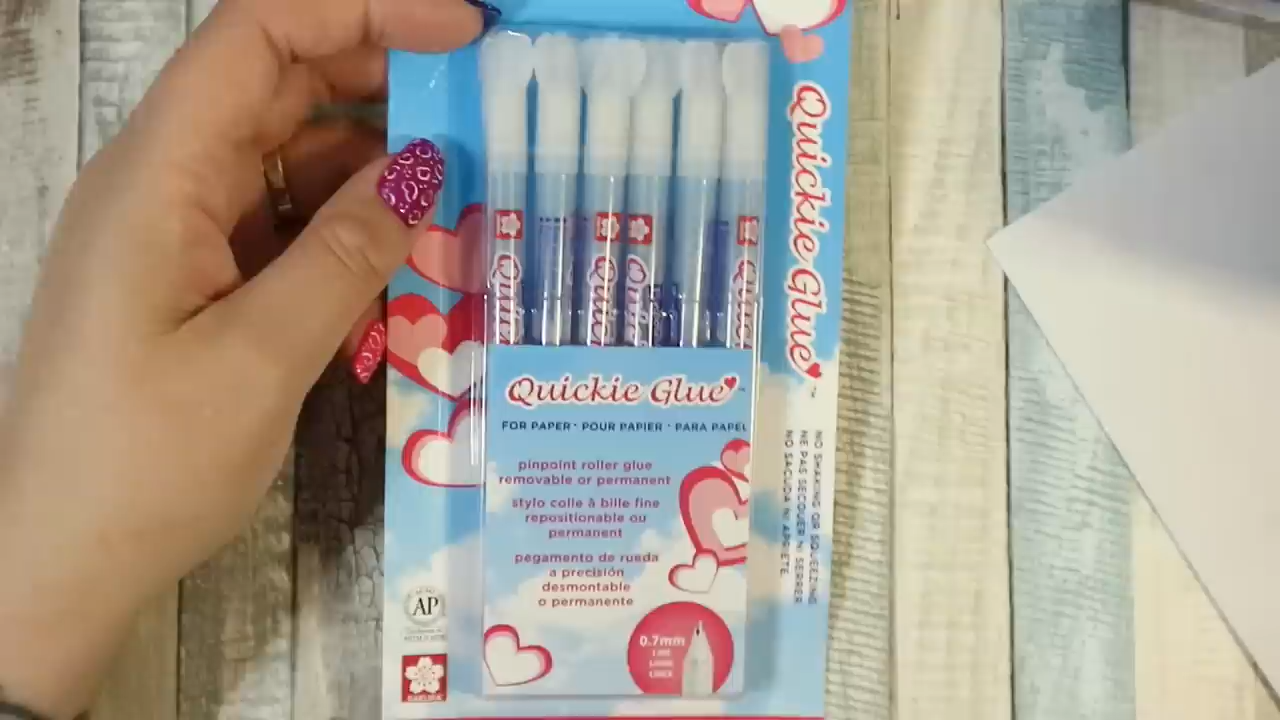 Quickie Glue
FOR PAPER · POUR PAPIER · PARA PAPEL
pinpoint roller glue
removable or permanent
stylo colle à bille fine
repositionable ou
permanent
pegamento de rueda
a precisión
desmontable
o permanente
0.7mm
AP
SAKURA
Quickie Glue™
NO SHAKING OR SQUEEZING
NE PAS SECOUER NI SERRER
NO SACUDA NI APRIETE